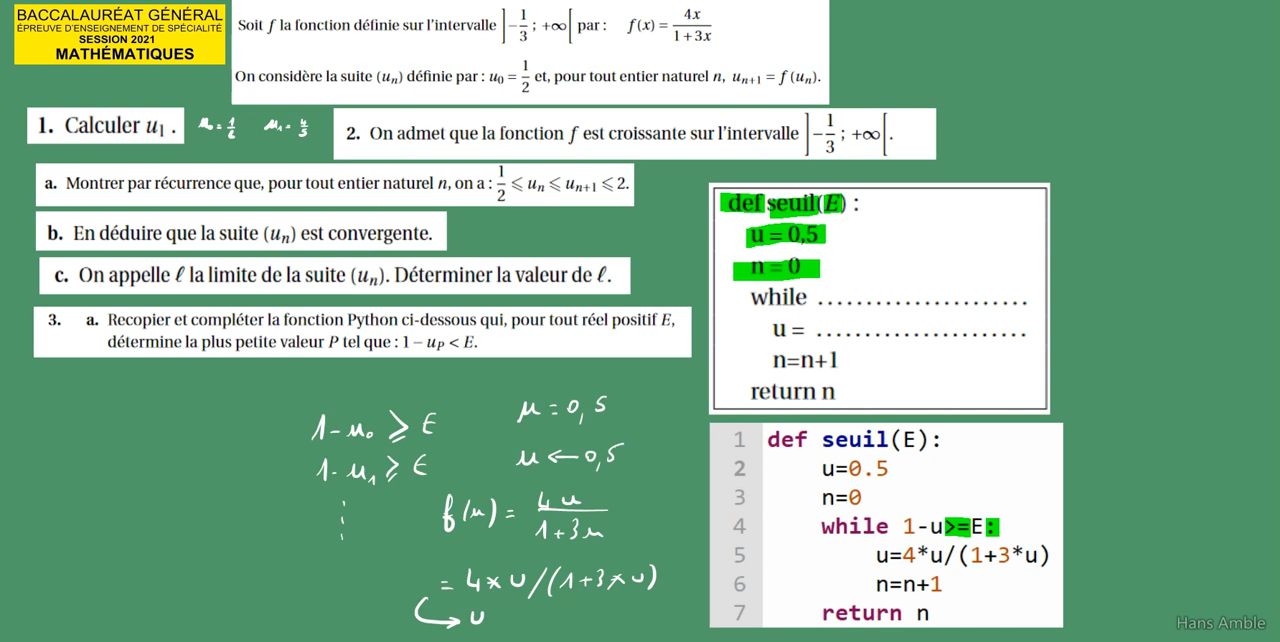 BACCALAURÉAT GÉNÉRAL
ÉPREUVE D'ENSEIGNEMENT DE SPÉCIALITÉ
SESSION 2021
MATHÉMATIQUES
Soit f la fonction définie sur l'intervalle ]-1/3 ; +∞[ par : f(x) = 4x/(1+3x)
On considère la suite (uₙ) définie par : u₀ = 1/2 et, pour tout entier naturel n, uₙ₊₁ = f(uₙ).
1. Calculer u₁ .
u₀ = 1/2 u₁ = 4/5
2. On admet que la fonction f est croissante sur l'intervalle ]-1/3 ; +∞[.
a. Montrer par récurrence que, pour tout entier naturel n, on a : 1/2 ⩽ uₙ ⩽ uₙ₊₁ ⩽ 2.
b. En déduire que la suite (uₙ) est convergente.
c. On appelle ℓ la limite de la suite (uₙ). Déterminer la valeur de ℓ.
3. a. Recopier et compléter la fonction Python ci-dessous qui, pour tout réel positif E,
détermine la plus petite valeur P tel que : 1 − u_P < E.
def seuil(E) :
u = 0,5
n = 0
while ........................
u = ........................
n=n+1
return n
1 - u₀ ⩾ E
1 - u₁ ⩾ E
⋮
u = 0,5
u ← 0,5
f(u) = 4u/(1+3u)
= 4×u/(1+3×u)
↪ u
1 def seuil(E):
2 u=0.5
3 n=0
4 while 1-u>=E:
5 u=4*u/(1+3*u)
6 n=n+1
7 return n
Hans Amble